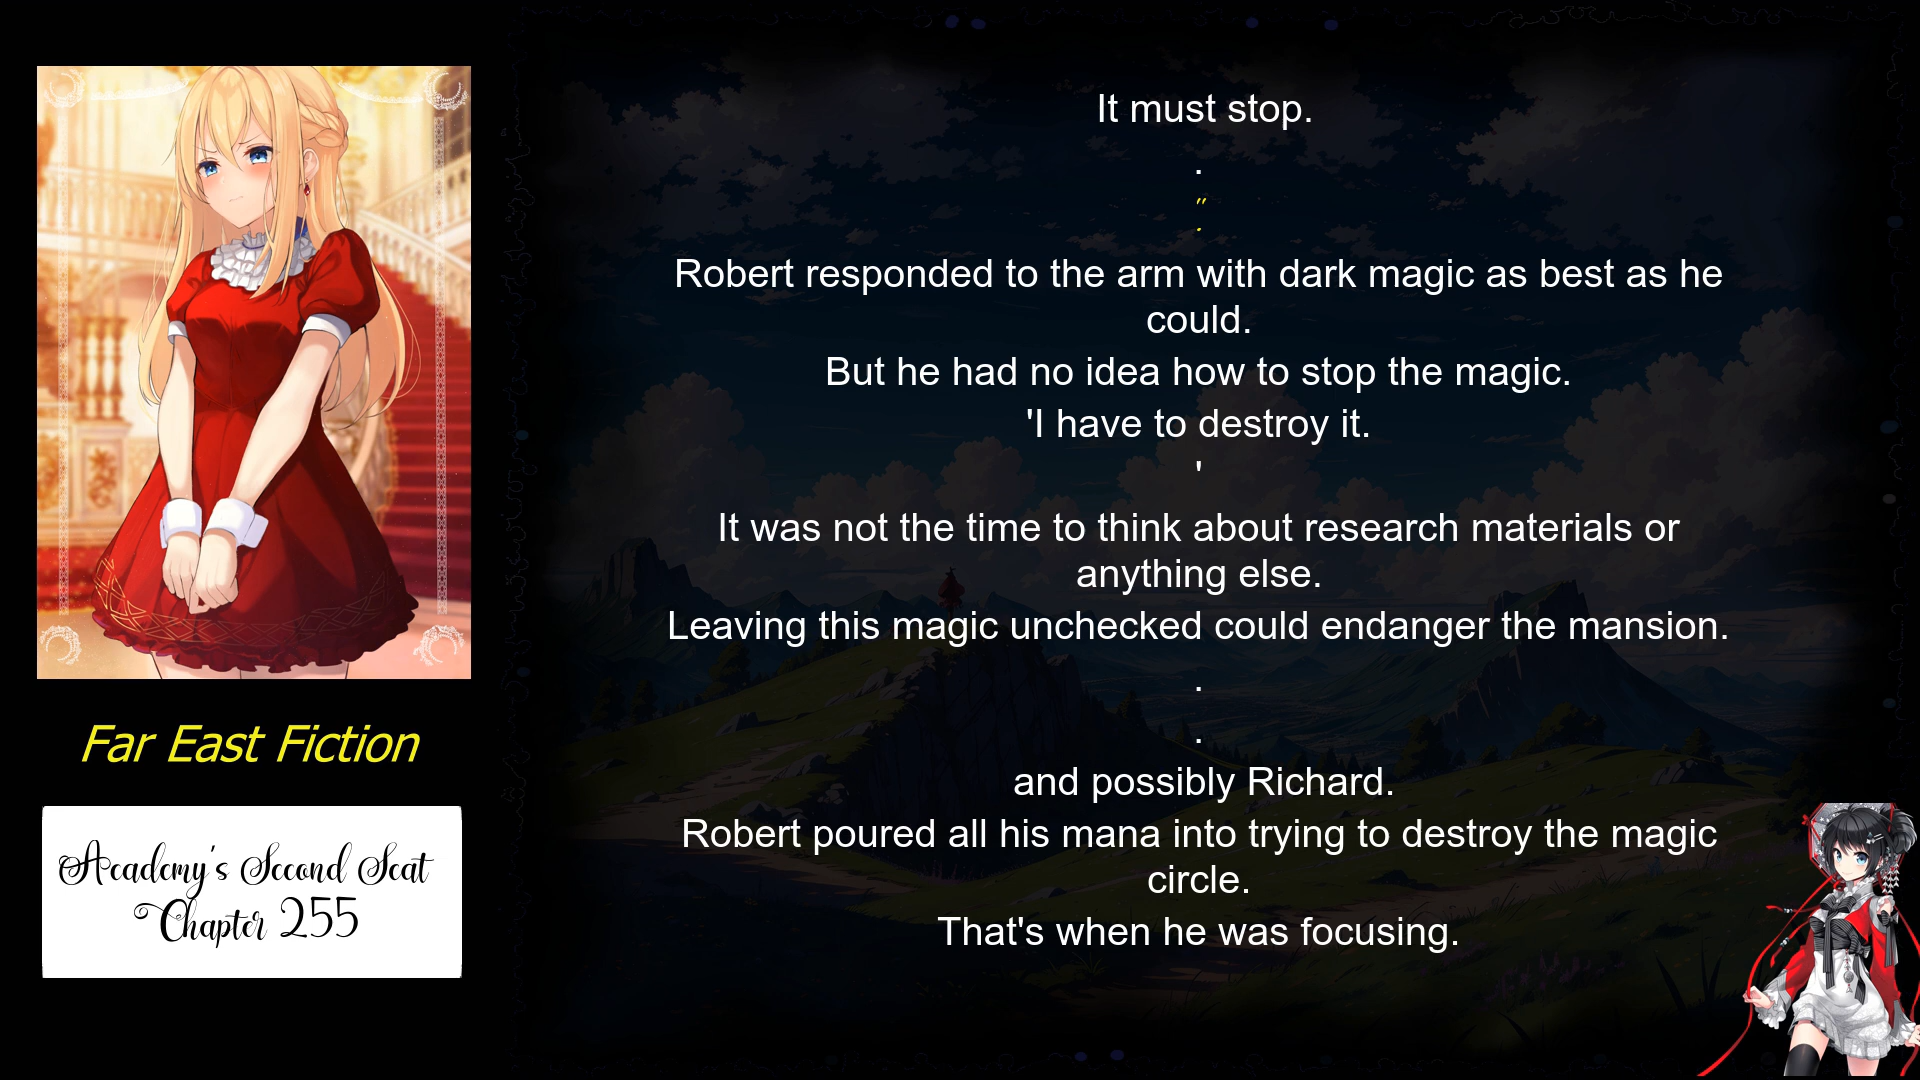 It must stop.
.
"
.
Robert responded to the arm with dark magic as best as he
could.
But he had no idea how to stop the magic.
'I have to destroy it.
'
It was not the time to think about research materials or
anything else.
Leaving this magic unchecked could endanger the mansion.
.
.
and possibly Richard.
Robert poured all his mana into trying to destroy the magic
circle.
That's when he was focusing.
Far East Fiction
Academy's Second Seat
Chapter 255